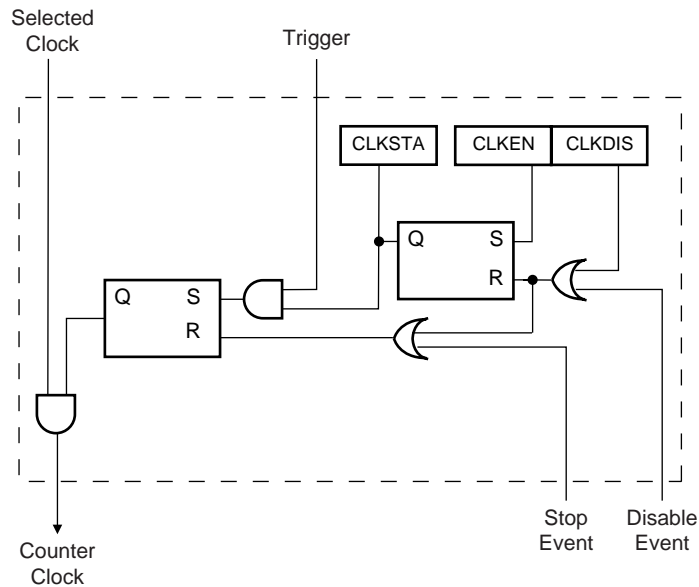 Selected
Clock
Trigger
CLKSTA
CLKEN
CLKDIS
Q
S
R
Q
S
R
Stop
Event
Disable
Event
Counter
Clock